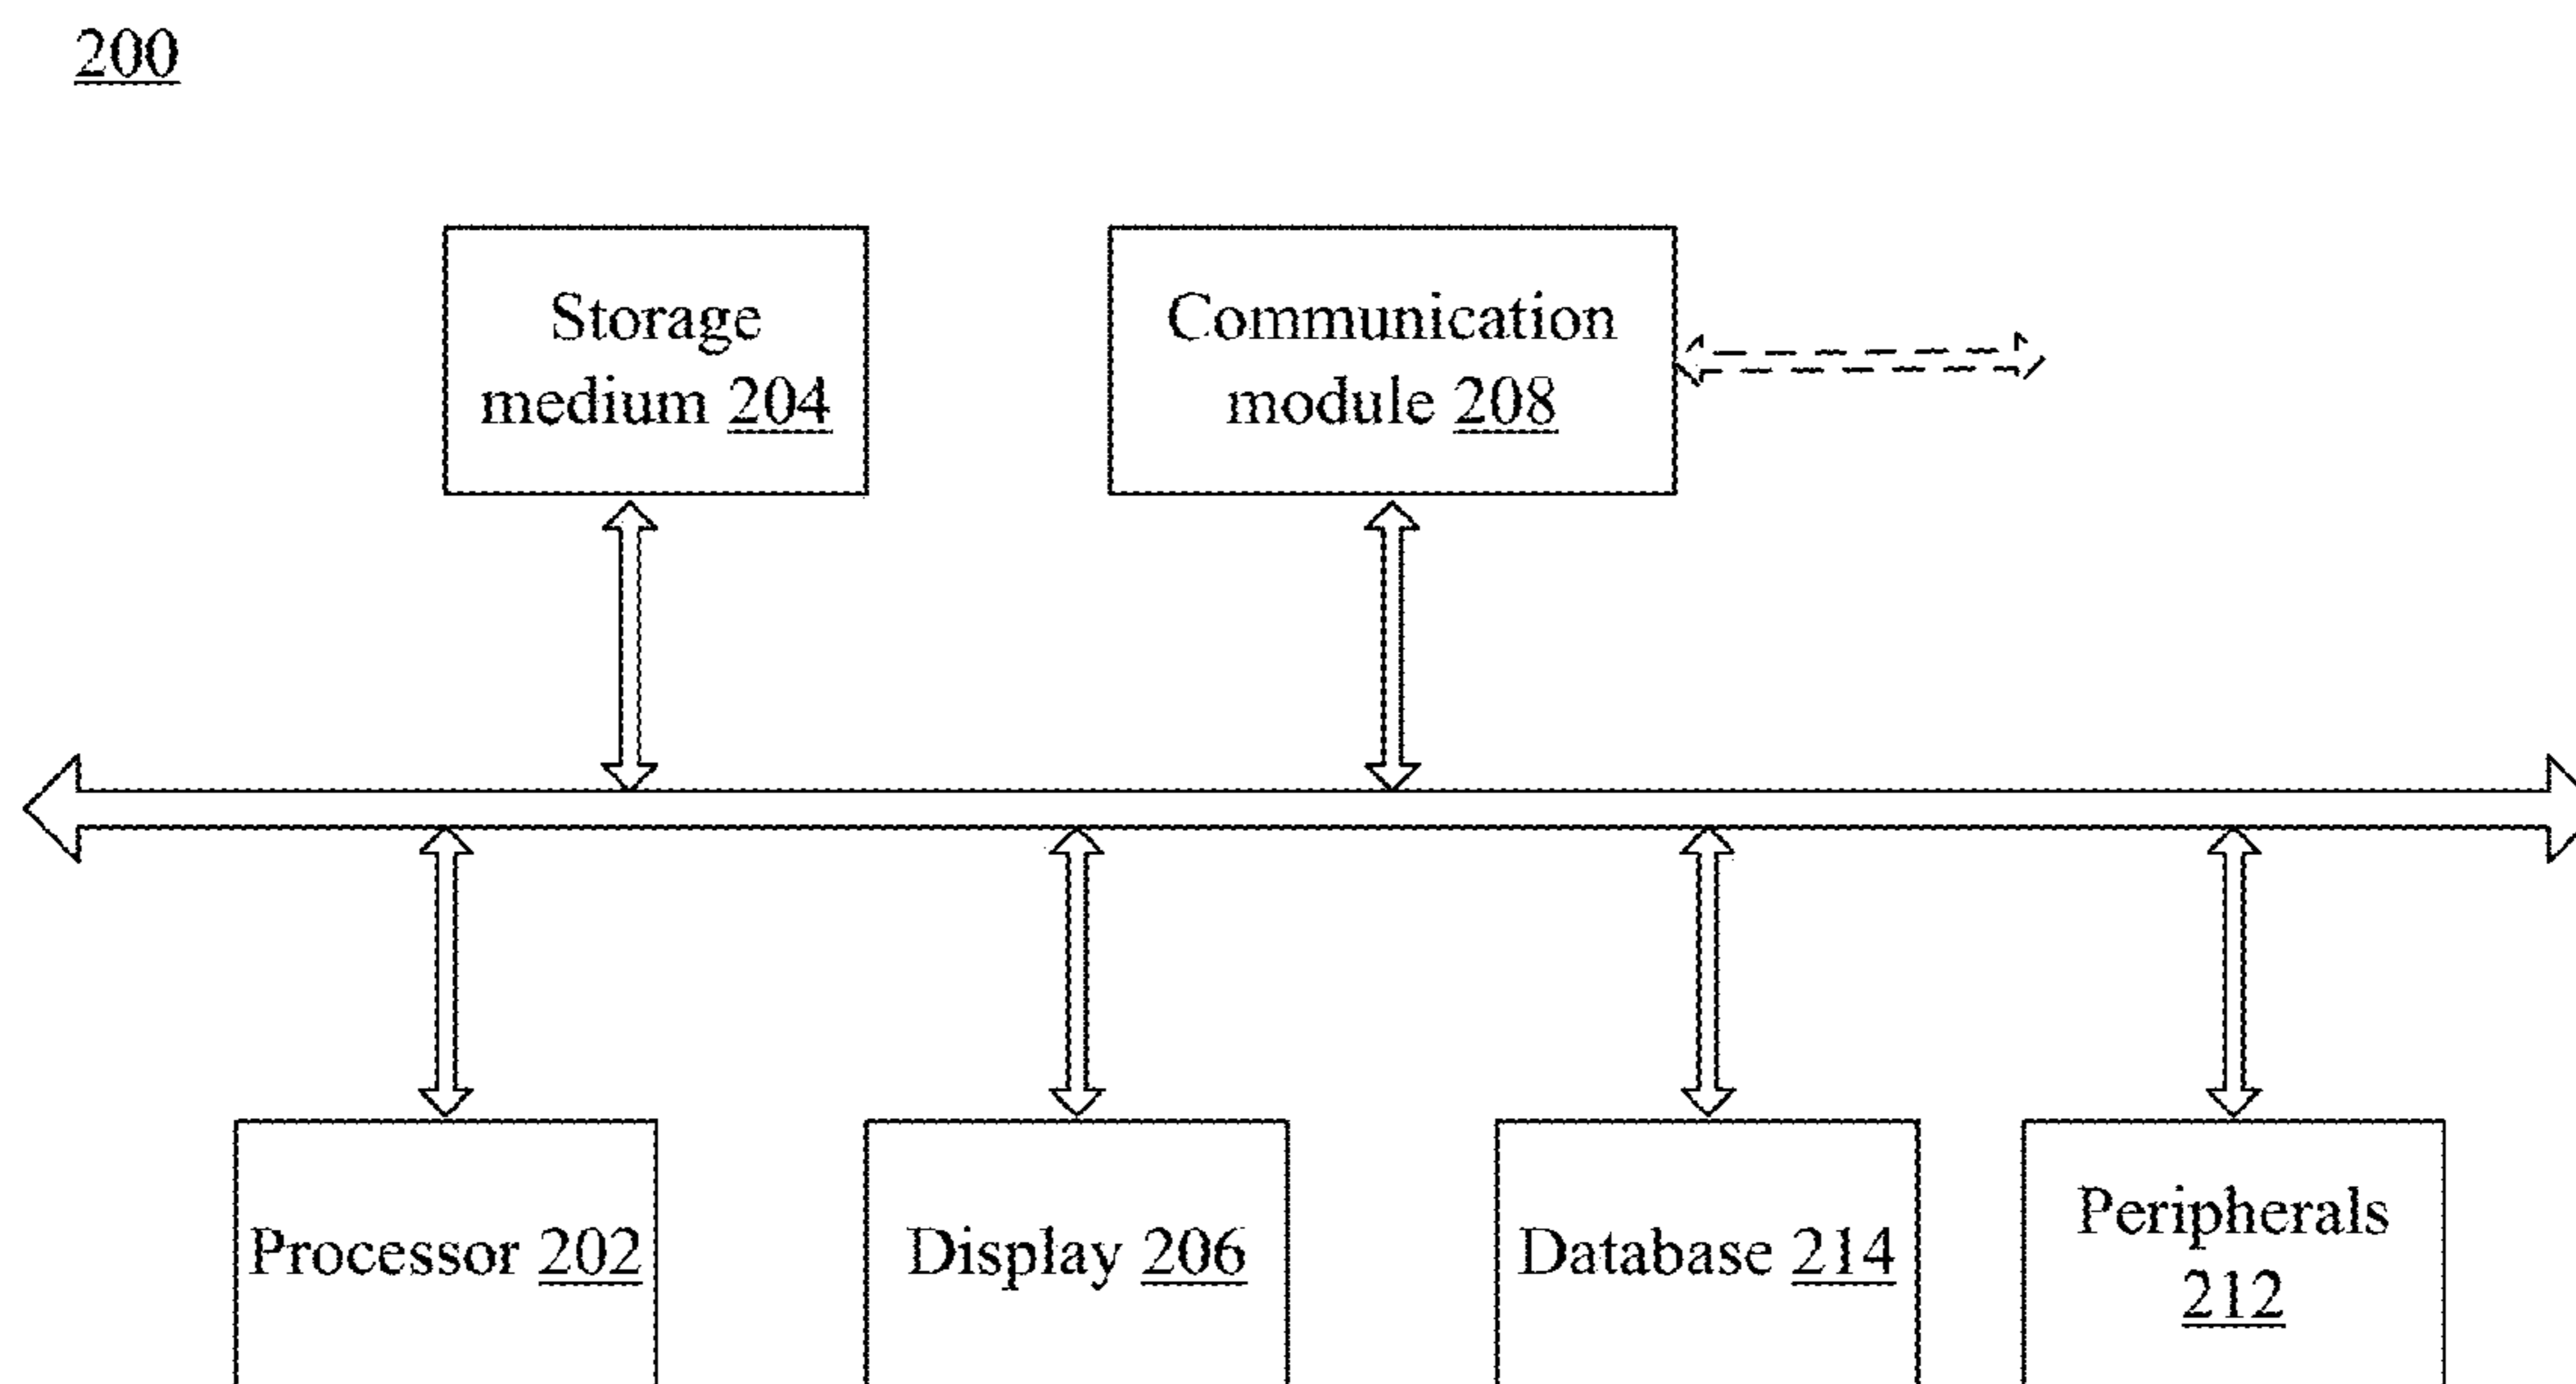 200
Storage
medium 204
Communication
module 208
Processor 202
Display 206
Database 214
Peripherals
212